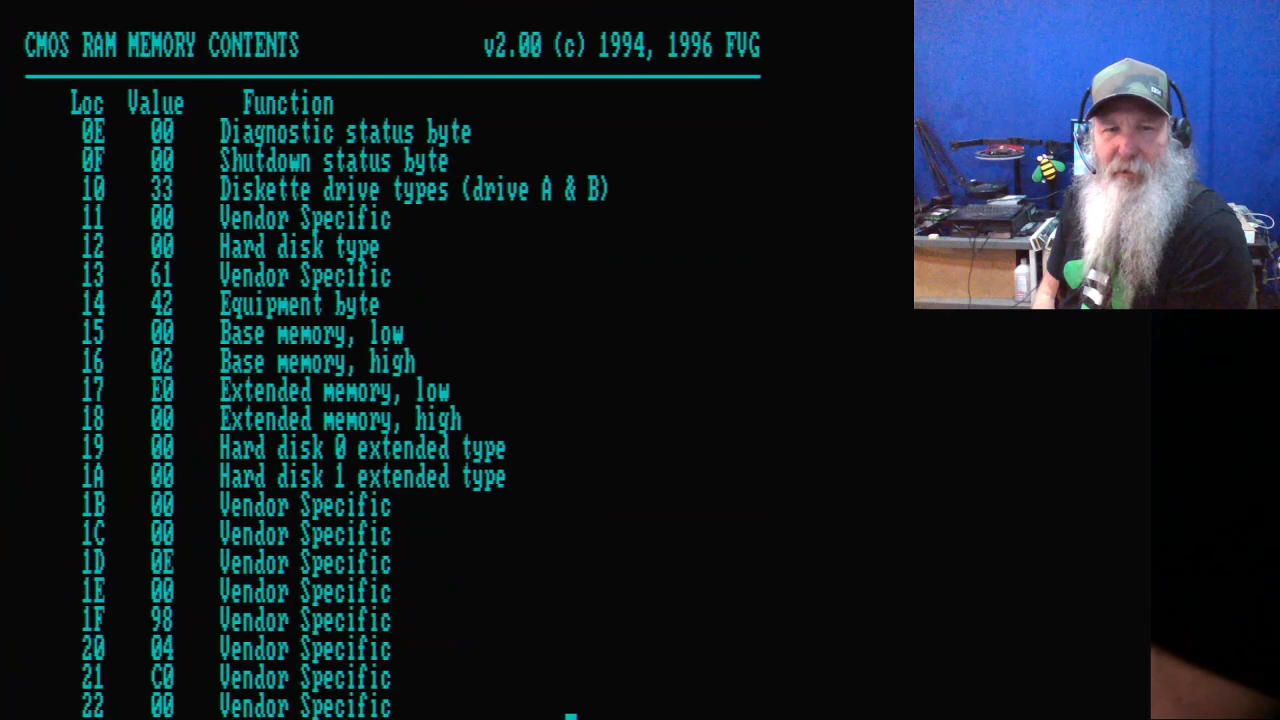 CMOS RAM MEMORY CONTENTS v2.00 (c) 1994, 1996 FVG
Loc Value Function
0E 00 Diagnostic status byte
0F 00 Shutdown status byte
10 33 Diskette drive types (drive A & B)
11 00 Vendor Specific
12 00 Hard disk type
13 61 Vendor Specific
14 42 Equipment byte
15 00 Base memory, low
16 02 Base memory, high
17 E0 Extended memory, low
18 00 Extended memory, high
19 00 Hard disk 0 extended type
1A 00 Hard disk 1 extended type
1B 00 Vendor Specific
1C 00 Vendor Specific
1D 0E Vendor Specific
1E 00 Vendor Specific
1F 98 Vendor Specific
20 04 Vendor Specific
21 C0 Vendor Specific
22 00 Vendor Specific